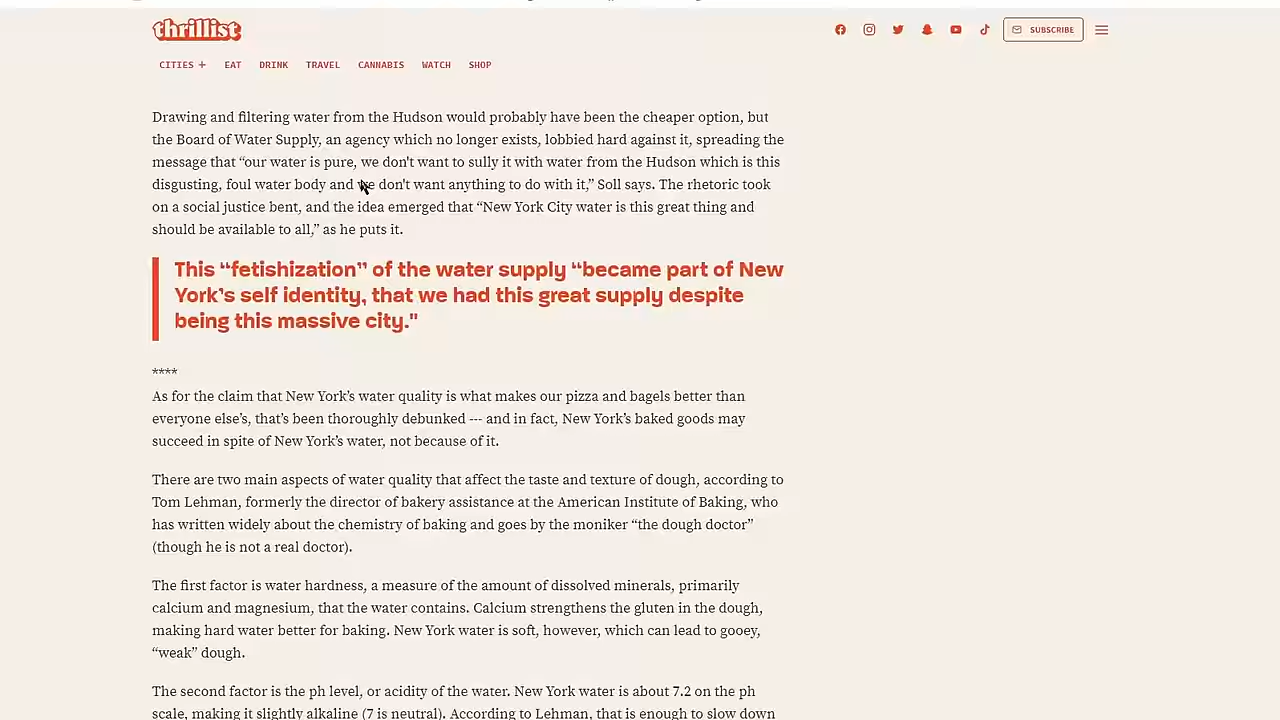 thrillist
SUBSCRIBE
CITIES + EAT DRINK TRAVEL CANNABIS WATCH SHOP
Drawing and filtering water from the Hudson would probably have been the cheaper option, but
the Board of Water Supply, an agency which no longer exists, lobbied hard against it, spreading the
message that “our water is pure, we don't want to sully it with water from the Hudson which is this
disgusting, foul water body and we don't want anything to do with it,” Soll says. The rhetoric took
on a social justice bent, and the idea emerged that “New York City water is this great thing and
should be available to all,” as he puts it.
This “fetishization” of the water supply “became part of New
York’s self identity, that we had this great supply despite
being this massive city."
****
As for the claim that New York’s water quality is what makes our pizza and bagels better than
everyone else’s, that’s been thoroughly debunked --- and in fact, New York’s baked goods may
succeed in spite of New York’s water, not because of it.
There are two main aspects of water quality that affect the taste and texture of dough, according to
Tom Lehman, formerly the director of bakery assistance at the American Institute of Baking, who
has written widely about the chemistry of baking and goes by the moniker “the dough doctor”
(though he is not a real doctor).
The first factor is water hardness, a measure of the amount of dissolved minerals, primarily
calcium and magnesium, that the water contains. Calcium strengthens the gluten in the dough,
making hard water better for baking. New York water is soft, however, which can lead to gooey,
“weak” dough.
The second factor is the ph level, or acidity of the water. New York water is about 7.2 on the ph
scale, making it slightly alkaline (7 is neutral). According to Lehman, that is enough to slow down